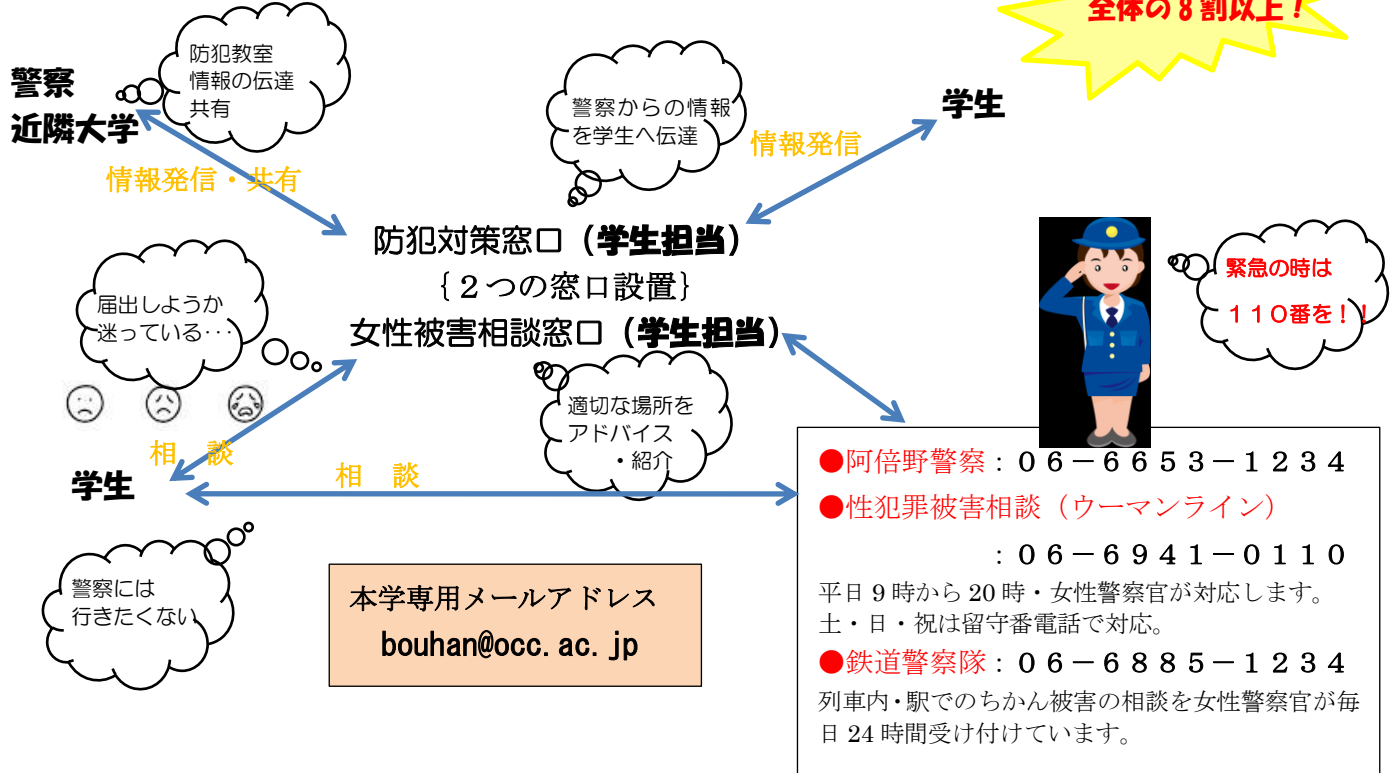 全体の8割以上！
防犯教室
情報の伝達
共有
警察
近隣大学
情報発信・共有
警察からの情報
を学生へ伝達
情報発信
学生
防犯対策窓口（学生担当）
｛２つの窓口設置｝
女性被害相談窓口（学生担当）
届出しようか
迷っている･･･
緊急の時は
１１０番を！！
適切な場所を
アドバイス
・紹介
相　談
学生
相　談
警察には
行きたくない
本学専用メールアドレス
bouhan@occ.ac.jp
●阿倍野警察：０６－６６５３－１２３４
●性犯罪被害相談（ウーマンライン）
：０６－６９４１－０１１０
平日 9 時から 20 時・女性警察官が対応します。
土・日・祝は留守番電話で対応。
●鉄道警察隊：０６－６８８５－１２３４
列車内・駅でのちかん被害の相談を女性警察官が毎
日 24 時間受け付けています。